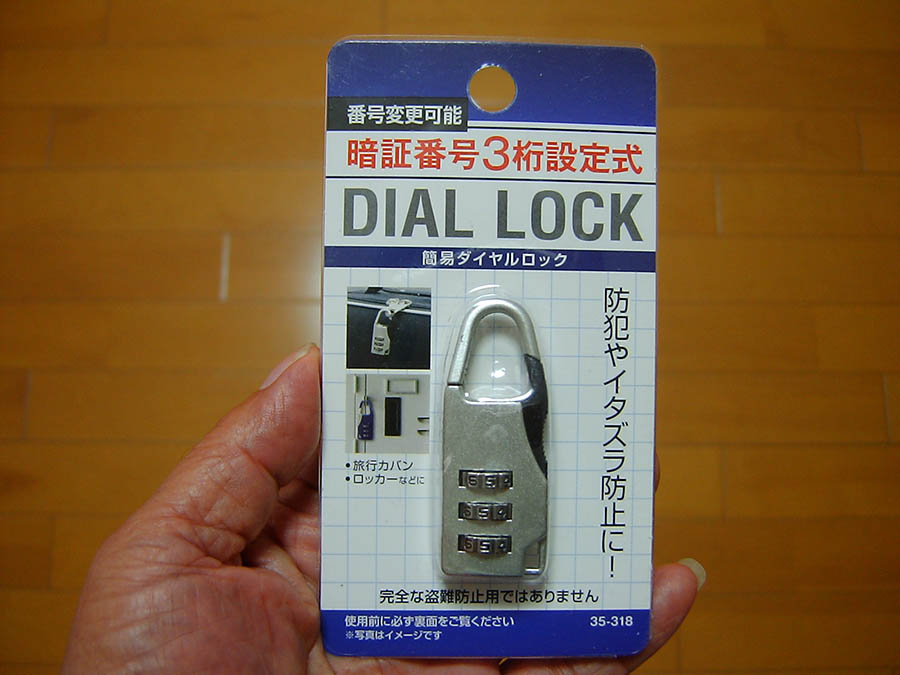 番号変更可能
暗証番号3桁設定式
DIAL LOCK
簡易ダイヤルロック
防犯やイタズラ防止に!
・旅行カバン
・ロッカーなどに
完全な盗難防止用ではありません
使用前に必ず裏面をご覧ください
※写真はイメージです
35-318